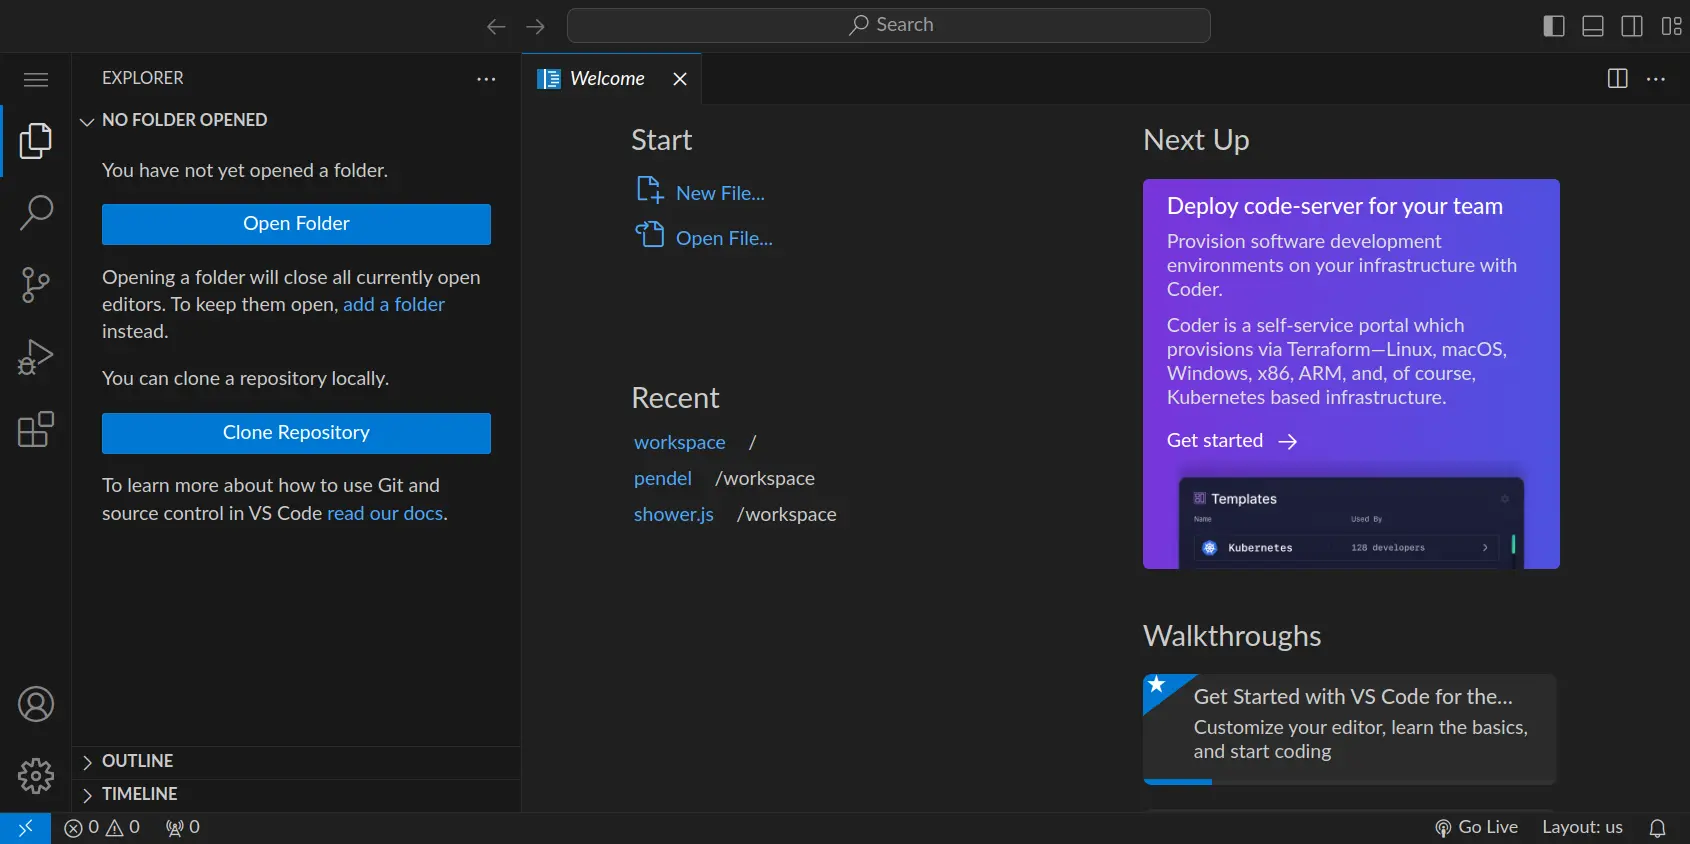 Search
EXPLORER
NO FOLDER OPENED
You have not yet opened a folder.
Open Folder
Opening a folder will close all currently open
editors. To keep them open, add a folder
instead.
You can clone a repository locally.
Clone Repository
To learn more about how to use Git and
source control in VS Code read our docs.
OUTLINE
TIMELINE
Welcome
Start
New File...
Open File...
Recent
workspace /
pendel /workspace
shower.js /workspace
Next Up
Deploy code-server for your team
Provision software development
environments on your infrastructure with
Coder.
Coder is a self-service portal which
provisions via Terraform—Linux, macOS,
Windows, x86, ARM, and, of course,
Kubernetes based infrastructure.
Get started
Templates
Name Used By
Kubernetes 128 developers
Walkthroughs
Get Started with VS Code for the...
Customize your editor, learn the basics,
and start coding
0 0 0
Go Live Layout: us